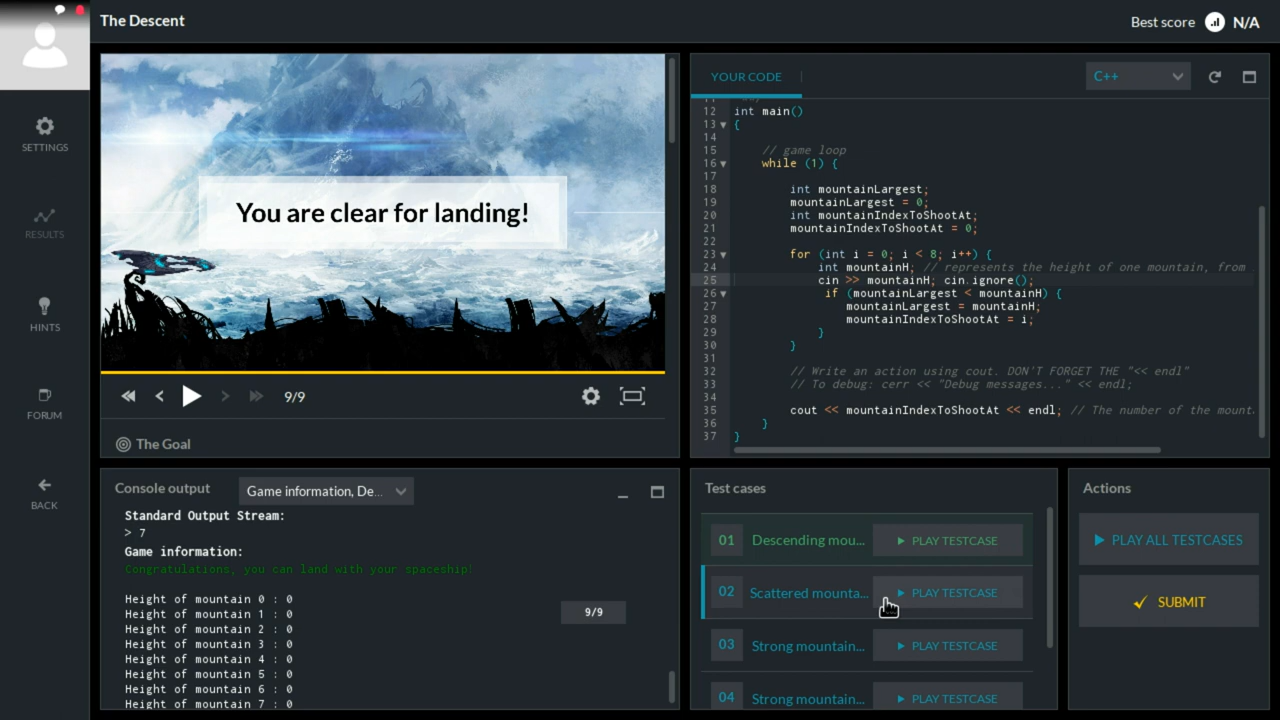 The Descent
Best score N/A
SETTINGS
RESULTS
HINTS
FORUM
BACK
You are clear for landing!
9/9
The Goal
YOUR CODE
C++
12 int main()
13 {
14
15 // game loop
16 while (1) {
17
18 int mountainLargest;
19 mountainLargest = 0;
20 int mountainIndexToShootAt;
21 mountainIndexToShootAt = 0;
22
23 for (int i = 0; i < 8; i++) {
24 int mountainH; // represents the height of one mountain, from
25 cin >> mountainH; cin.ignore();
26 if (mountainLargest < mountainH) {
27 mountainLargest = mountainH;
28 mountainIndexToShootAt = i;
29 }
30 }
31
32 // Write an action using cout. DON'T FORGET THE "<< endl"
33 // To debug: cerr << "Debug messages..." << endl;
34
35 cout << mountainIndexToShootAt << endl; // The number of the mount
36 }
37 }
Console output
Game information, De...
Standard Output Stream:
> 7
Game information:
Congratulations, you can land with your spaceship!
Height of mountain 0 : 0
Height of mountain 1 : 0
Height of mountain 2 : 0
Height of mountain 3 : 0
Height of mountain 4 : 0
Height of mountain 5 : 0
Height of mountain 6 : 0
Height of mountain 7 : 0
9/9
Test cases
01 Descending mou... PLAY TESTCASE
02 Scattered mounta... PLAY TESTCASE
03 Strong mountain... PLAY TESTCASE
04 Strong mountain... PLAY TESTCASE
Actions
PLAY ALL TESTCASES
SUBMIT